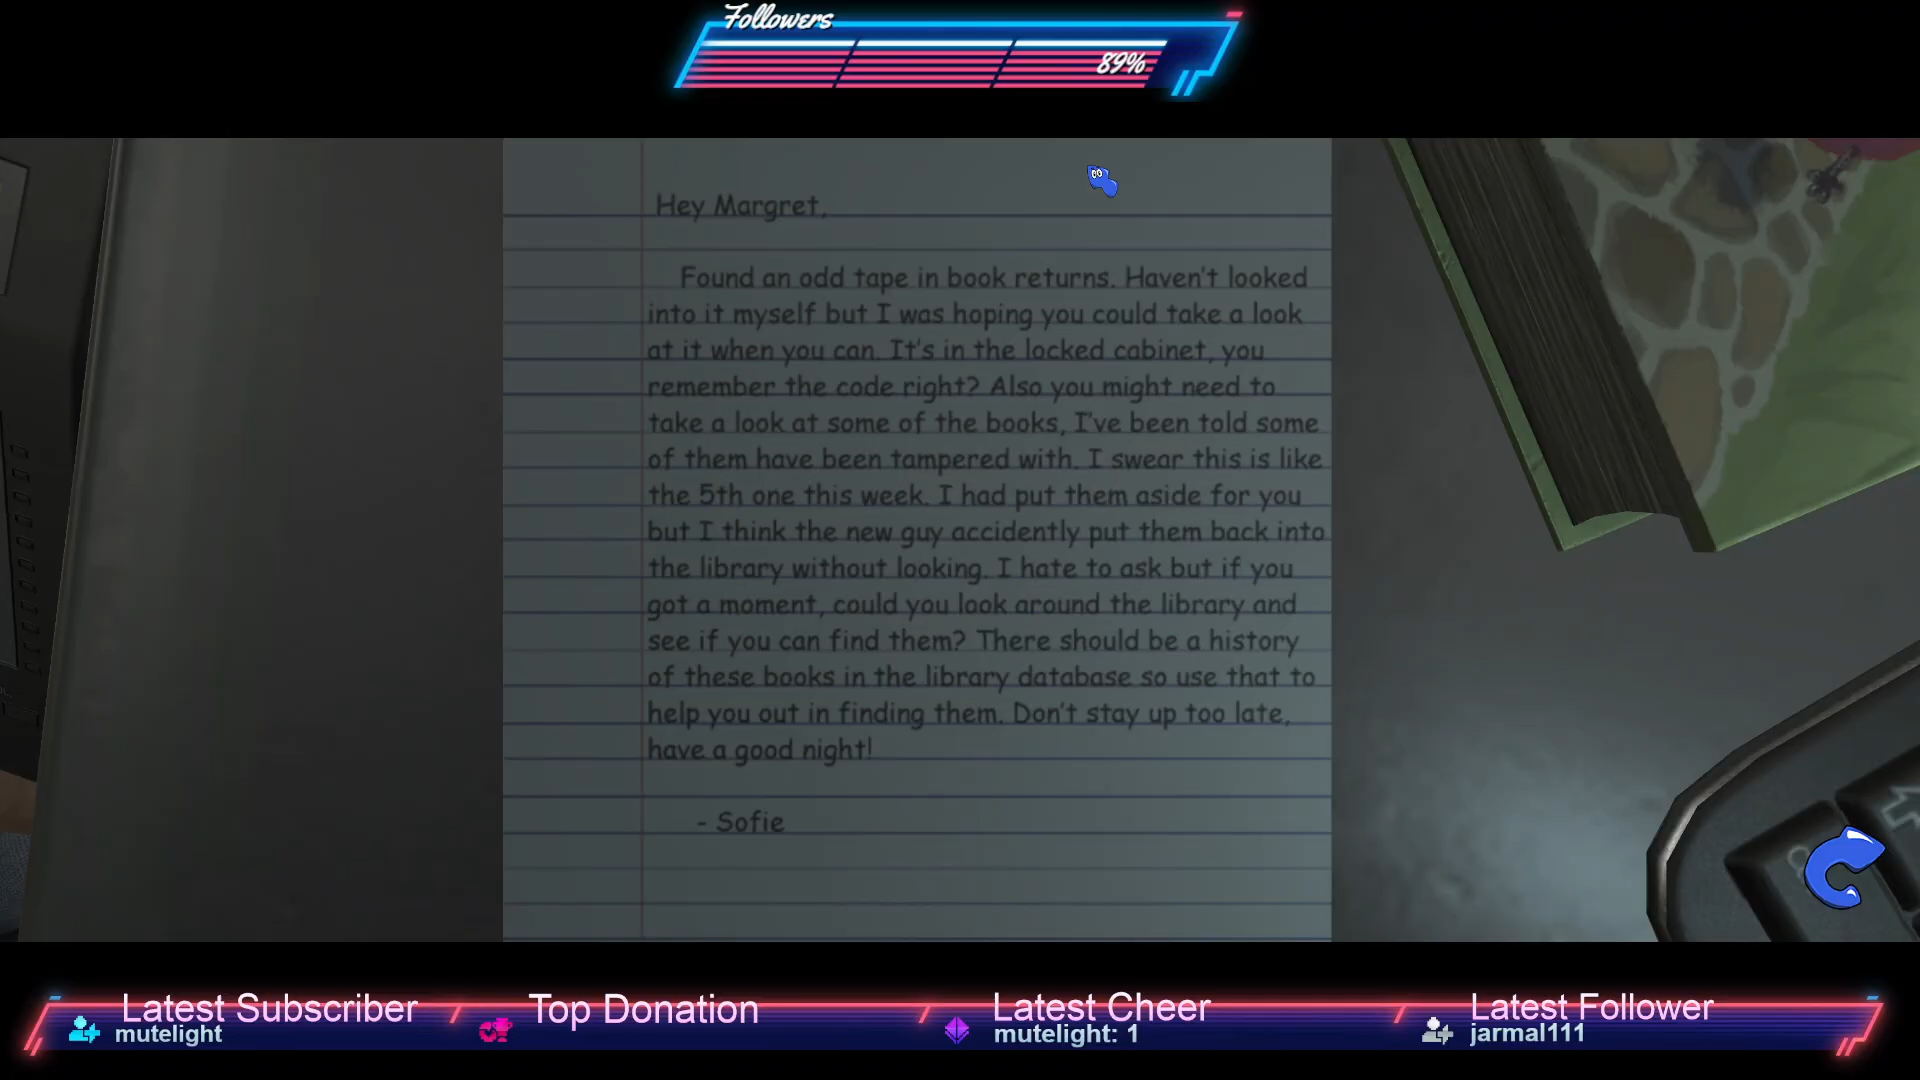 Followers
89%
Hey Margret,
Found an odd tape in book returns. Haven't looked
into it myself but I was hoping you could take a look
at it when you can. It's in the locked cabinet, you
remember the code right? Also you might need to
take a look at some of the books, I've been told some
of them have been tampered with. I swear this is like
the 5th one this week. I had put them aside for you
but I think the new guy accidently put them back into
the library without looking. I hate to ask but if you
got a moment, could you look around the library and
see if you can find them? There should be a history
of these books in the library database so use that to
help you out in finding them. Don't stay up too late,
have a good night!
- Sofie
Latest Subscriber
mutelight
Top Donation
Latest Cheer
mutelight: 1
Latest Follower
jarmal111